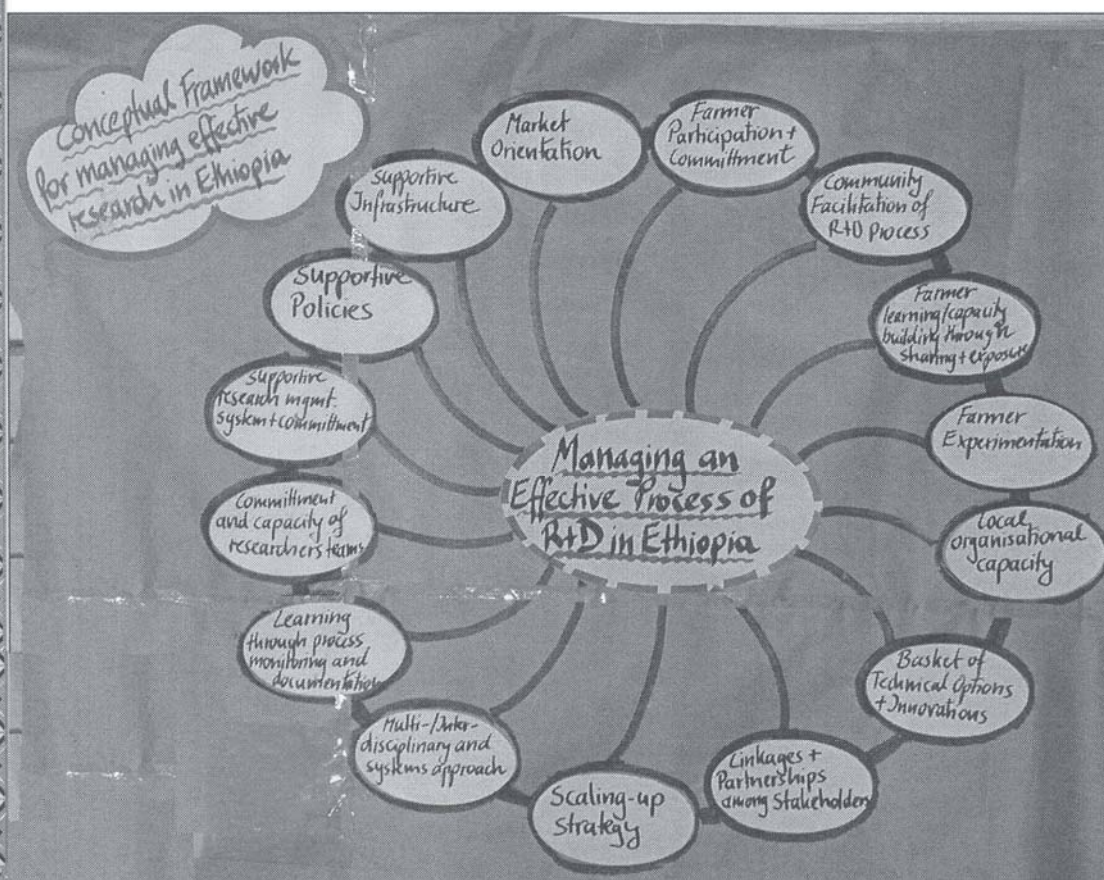 Conceptual Framework
for managing effective
research in Ethiopia
Market
Orientation
Farmer
Participation +
Committment
Community
Facilitation of
R+D Process
Farmer
learning/capacity
building through
sharing + exposure
Farmer
Experimentation
Local
organisational
capacity
Basket of
Technical Options
+ Innovations
Linkages +
Partnerships
among Stakeholders
Scaling-up
Strategy
Multi-/Inter-
disciplinary and
systems approach
Learning
through process
monitoring and
documentation
Committment
and capacity of
researchers teams
Supportive
research mgmt.
system + committment
Supportive
Policies
Supportive
Infrastructure
Managing an
Effective Process of
R+D in Ethiopia